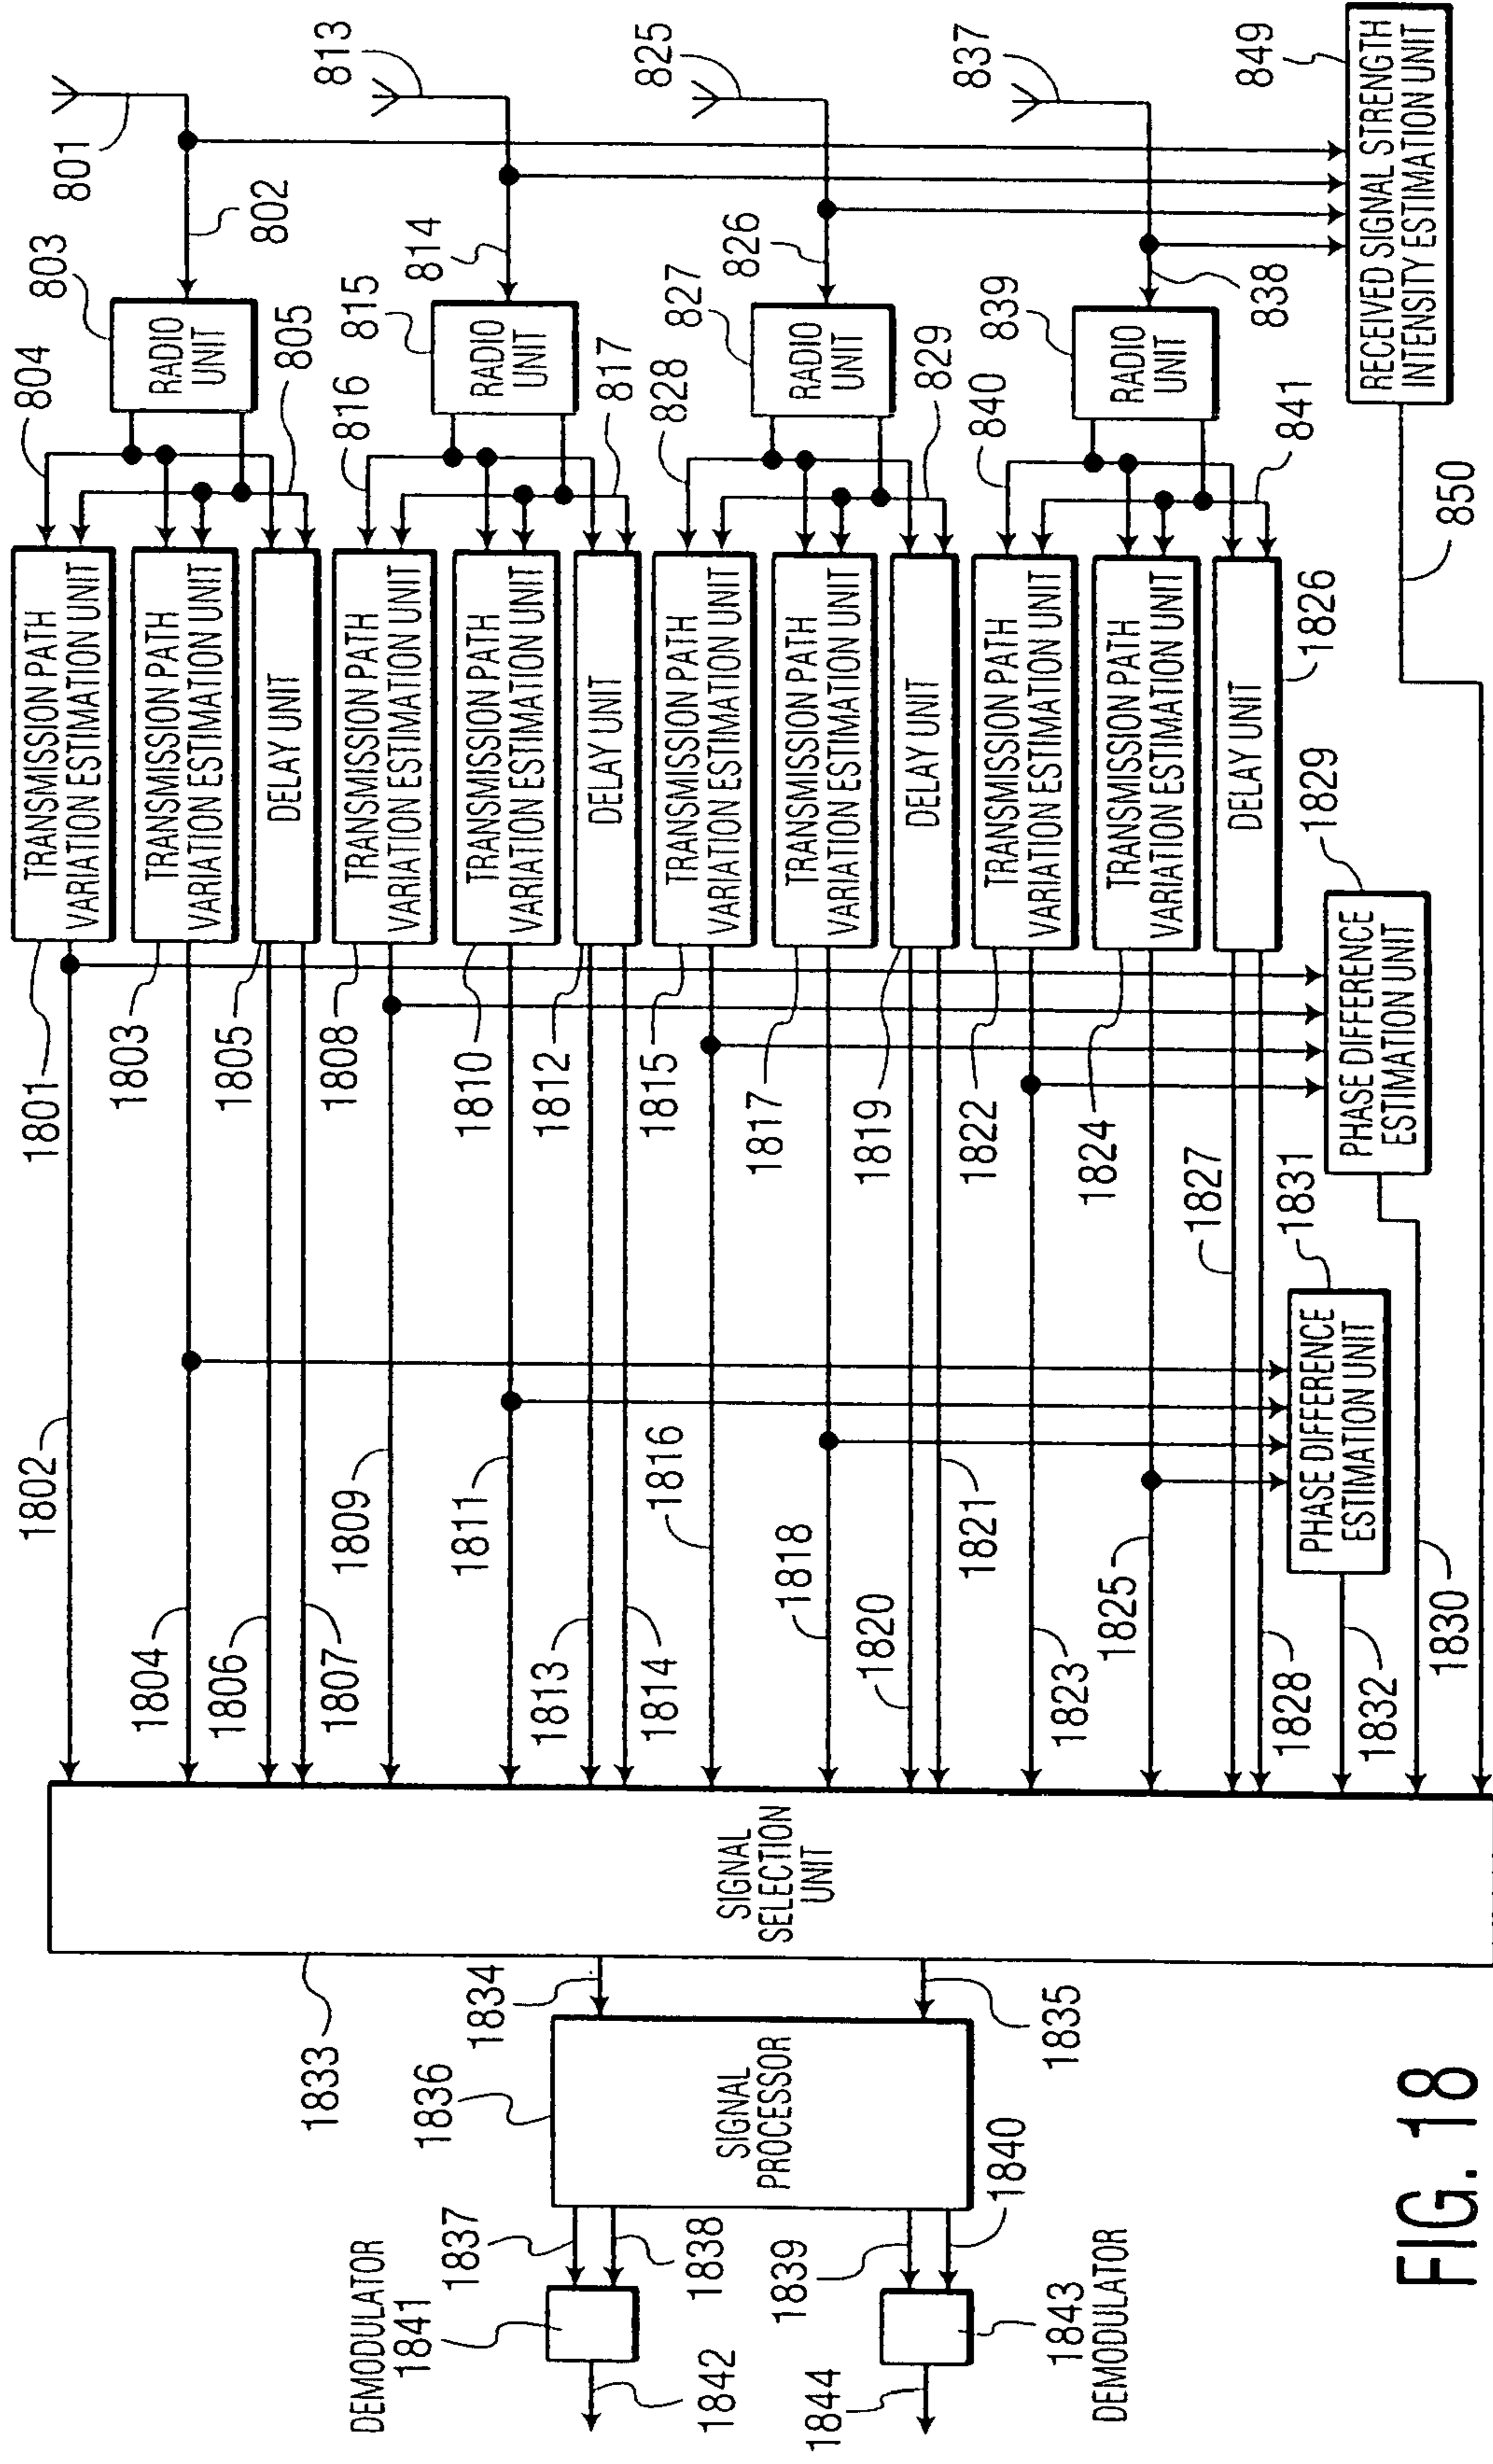 801
802
803
RADIO
UNIT
804
805
TRANSMISSION PATH
VARIATION ESTIMATION UNIT
1801
1802
TRANSMISSION PATH
VARIATION ESTIMATION UNIT
1803
1804
DELAY UNIT
1805
1806
1807
813
814
815
RADIO
UNIT
816
817
TRANSMISSION PATH
VARIATION ESTIMATION UNIT
1808
1809
TRANSMISSION PATH
VARIATION ESTIMATION UNIT
1810
1811
DELAY UNIT
1812
1813
1814
825
826
827
RADIO
UNIT
828
829
TRANSMISSION PATH
VARIATION ESTIMATION UNIT
1815
1816
TRANSMISSION PATH
VARIATION ESTIMATION UNIT
1817
1818
DELAY UNIT
1819
1820
1821
837
838
839
RADIO
UNIT
840
841
TRANSMISSION PATH
VARIATION ESTIMATION UNIT
1822
1823
TRANSMISSION PATH
VARIATION ESTIMATION UNIT
1824
1825
DELAY UNIT
1826
1827
1828
849
RECEIVED SIGNAL STRENGTH
INTENSITY ESTIMATION UNIT
850
1829
PHASE DIFFERENCE
ESTIMATION UNIT
1830
1831
PHASE DIFFERENCE
ESTIMATION UNIT
1832
SIGNAL
SELECTION
UNIT
1833
1834
1835
1836
SIGNAL
PROCESSOR
1837
1838
1839
1840
DEMODULATOR
1841
1842
1843
DEMODULATOR
1844
FIG. 18